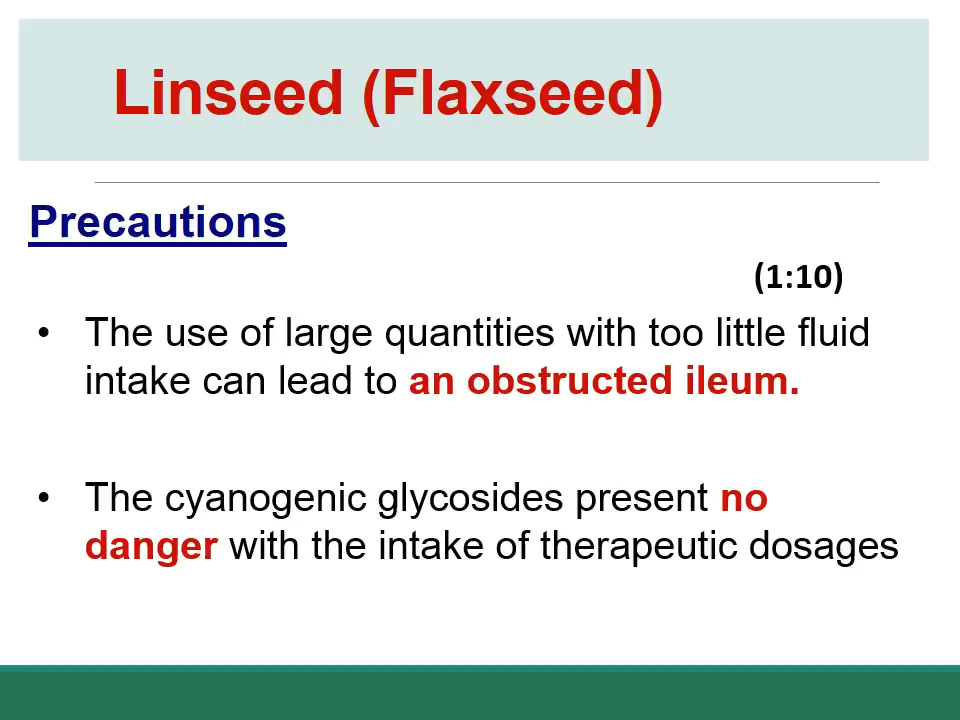 Linseed (Flaxseed)
Precautions
(1:10)
• The use of large quantities with too little fluid
intake can lead to an obstructed ileum.
• The cyanogenic glycosides present no
danger with the intake of therapeutic dosages